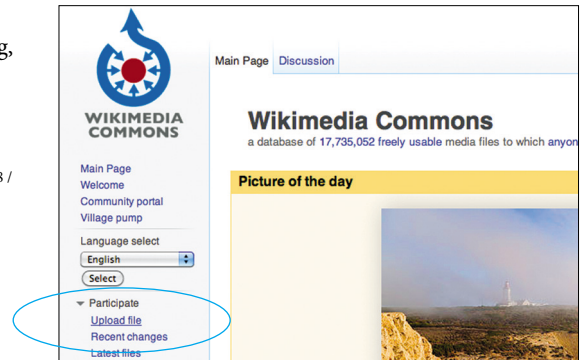 g,
8 /
WIKIMEDIA
COMMONS
Main Page
Welcome
Community portal
Village pump
Language select
English
Select
Participate
Upload file
Recent changes
Latest files
Main Page Discussion
Wikimedia Commons
a database of 17,735,052 freely usable media files to which anyon
Picture of the day